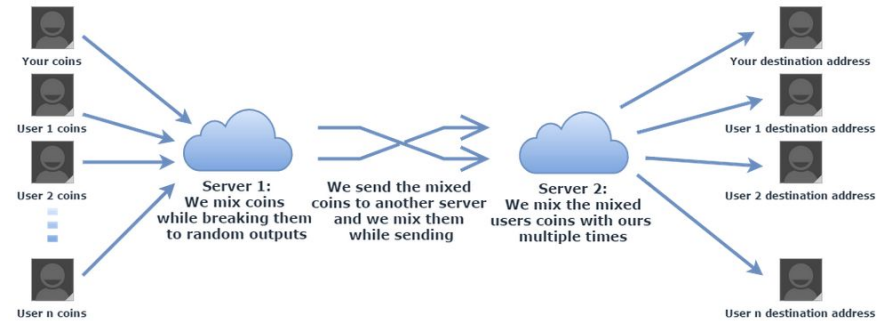 Your coins
User 1 coins
User 2 coins
User n coins
Server 1:
We mix coins
while breaking them
to random outputs
We send the mixed
coins to another server
and we mix them
while sending
Server 2:
We mix the mixed
users coins with ours
multiple times
Your destination address
User 1 destination address
User 2 destination address
User n destination address